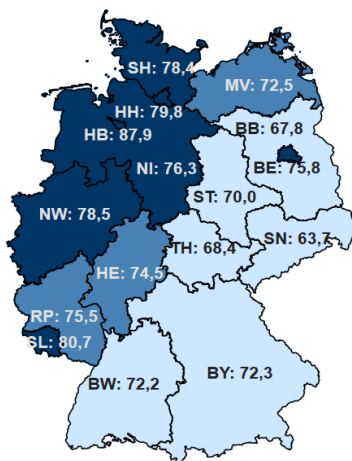 SH: 78,4
MV: 72,5
HH: 79,8
HB: 87,9
BB: 67,8
NI: 76,3
BE: 75,8
ST: 70,0
NW: 78,5
SN: 63,7
TH: 68,4
HE: 74,5
RP: 75,5
SL: 80,7
BW: 72,2
BY: 72,3